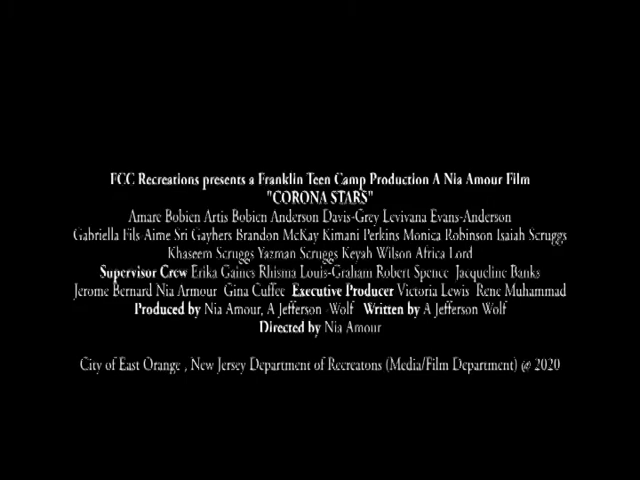 FCC Recreations presents a Franklin Teen Camp Production A Nia Amour Film
"CORONA STARS"
Amare Bobien Artis Bobien Anderson Davis-Grey Levivana Evans-Anderson
Gabriella Fils-Aime Sri Gayhers Brandon McKay Kimani Perkins Monica Robinson Isaiah Scruggs
Khaseem Scruggs Yazman Scruggs Keyah Wilson Africa Lord
Supervisor Crew Erika Gaines Rhisma Louis-Graham Robert Spence Jacqueline Banks
Jerome Bernard Nia Armour Gina Cuffee Executive Producer Victoria Lewis Rene Muhammad
Produced by Nia Amour, A Jefferson -Wolf Written by A Jefferson Wolf
Directed by Nia Amour
City of East Orange , New Jersey Department of Recreatons (Media/Film Department) @ 2020